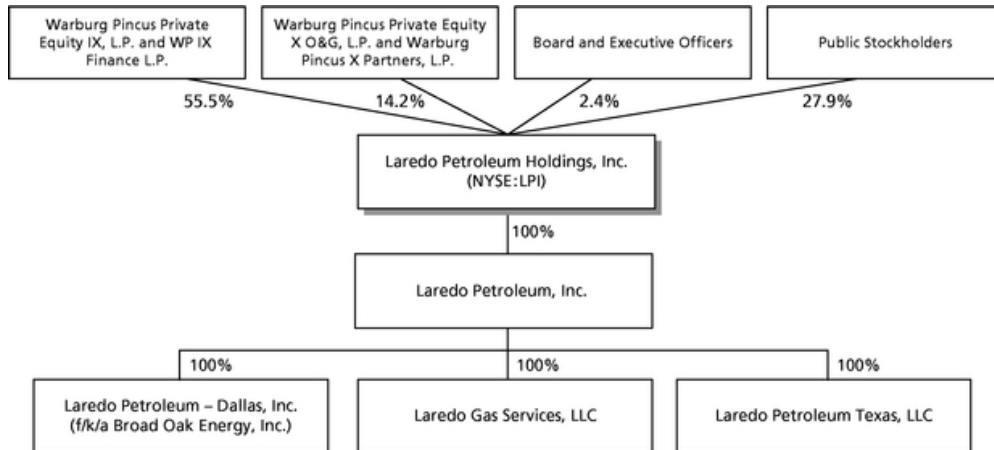 Warburg Pincus Private
Equity IX, L.P. and WP IX
Finance L.P.
Warburg Pincus Private Equity
X O&G, L.P. and Warburg
Pincus X Partners, L.P.
Board and Executive Officers
Public Stockholders
55.5%
14.2%
2.4%
27.9%
Laredo Petroleum Holdings, Inc.
(NYSE:LPI)
100%
Laredo Petroleum, Inc.
100%
100%
100%
Laredo Petroleum – Dallas, Inc.
(f/k/a Broad Oak Energy, Inc.)
Laredo Gas Services, LLC
Laredo Petroleum Texas, LLC